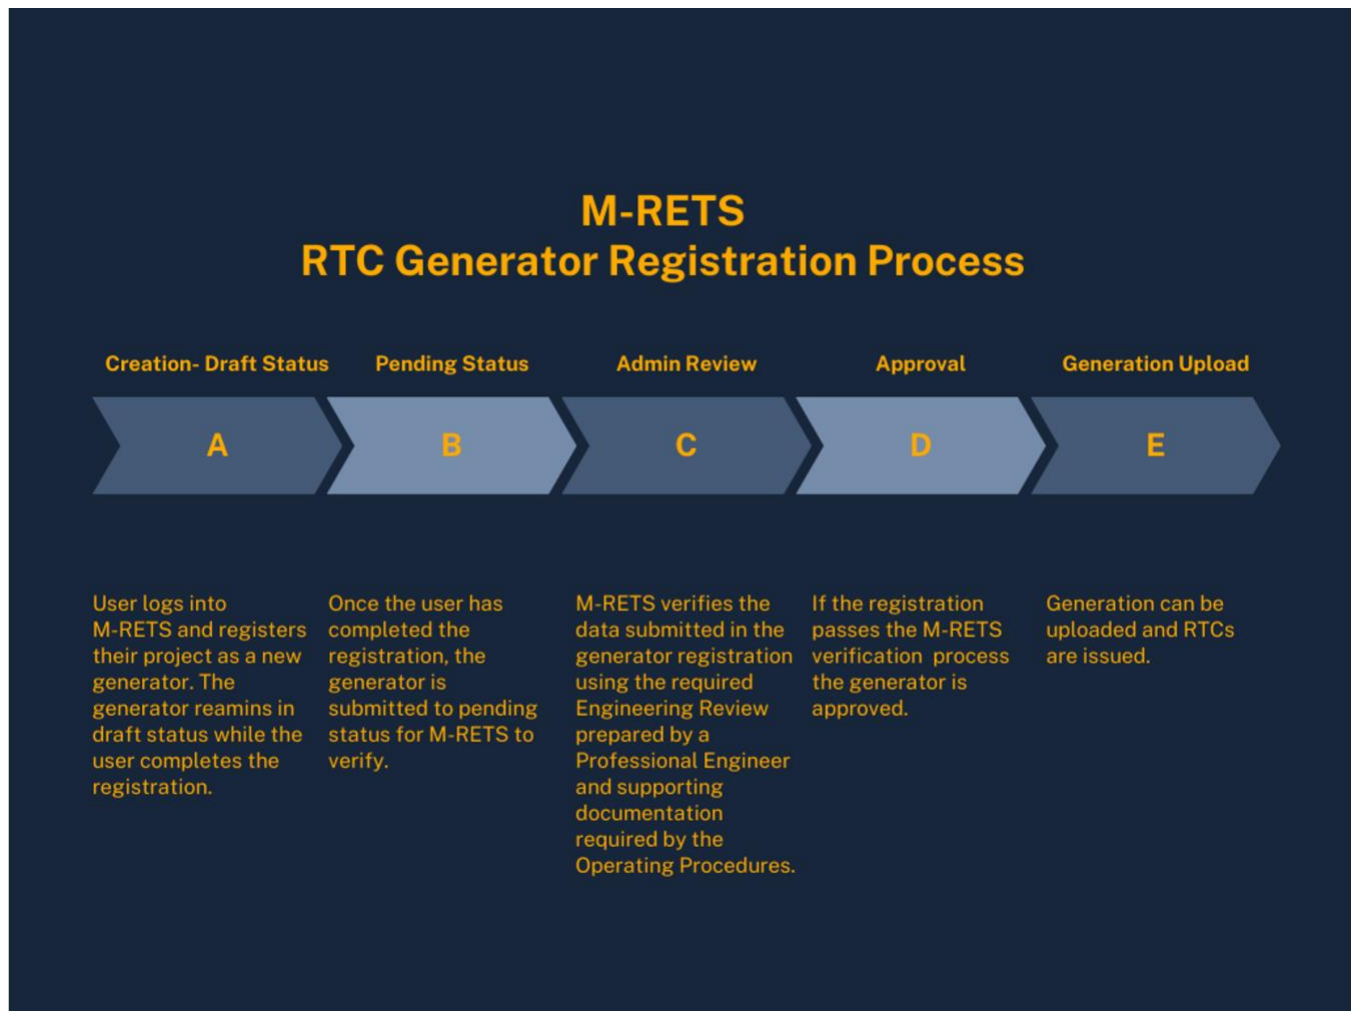 M-RETS
RTC Generator Registration Process
Creation- Draft Status
Pending Status
Admin Review
Approval
Generation Upload
A
B
C
D
E
User logs into
M-RETS and registers
their project as a new
generator. The
generator reamins in
draft status while the
user completes the
registration.
Once the user has
completed the
registration, the
generator is
submitted to pending
status for M-RETS to
verify.
M-RETS verifies the
data submitted in the
generator registration
using the required
Engineering Review
prepared by a
Professional Engineer
and supporting
documentation
required by the
Operating Procedures.
If the registration
passes the M-RETS
verification process
the generator is
approved.
Generation can be
uploaded and RTCs
are issued.